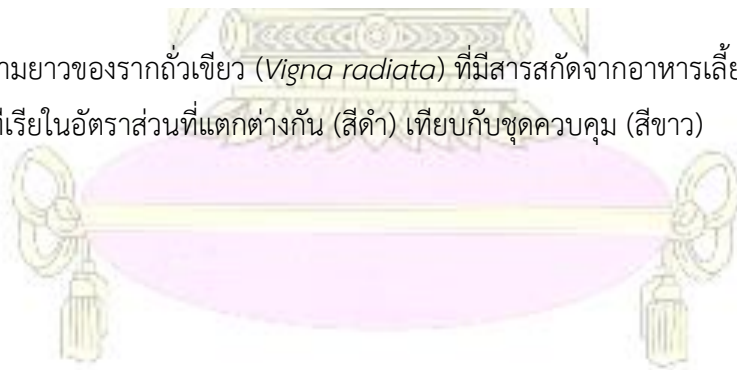 ามยาวของรากถั่วเขียว (Vigna radiata) ที่มีสารสกัดจากอาหารเลี้ย
ทีเรียในอัตราส่วนที่แตกต่างกัน (สีดำ) เทียบกับชุดควบคุม (สีขาว)